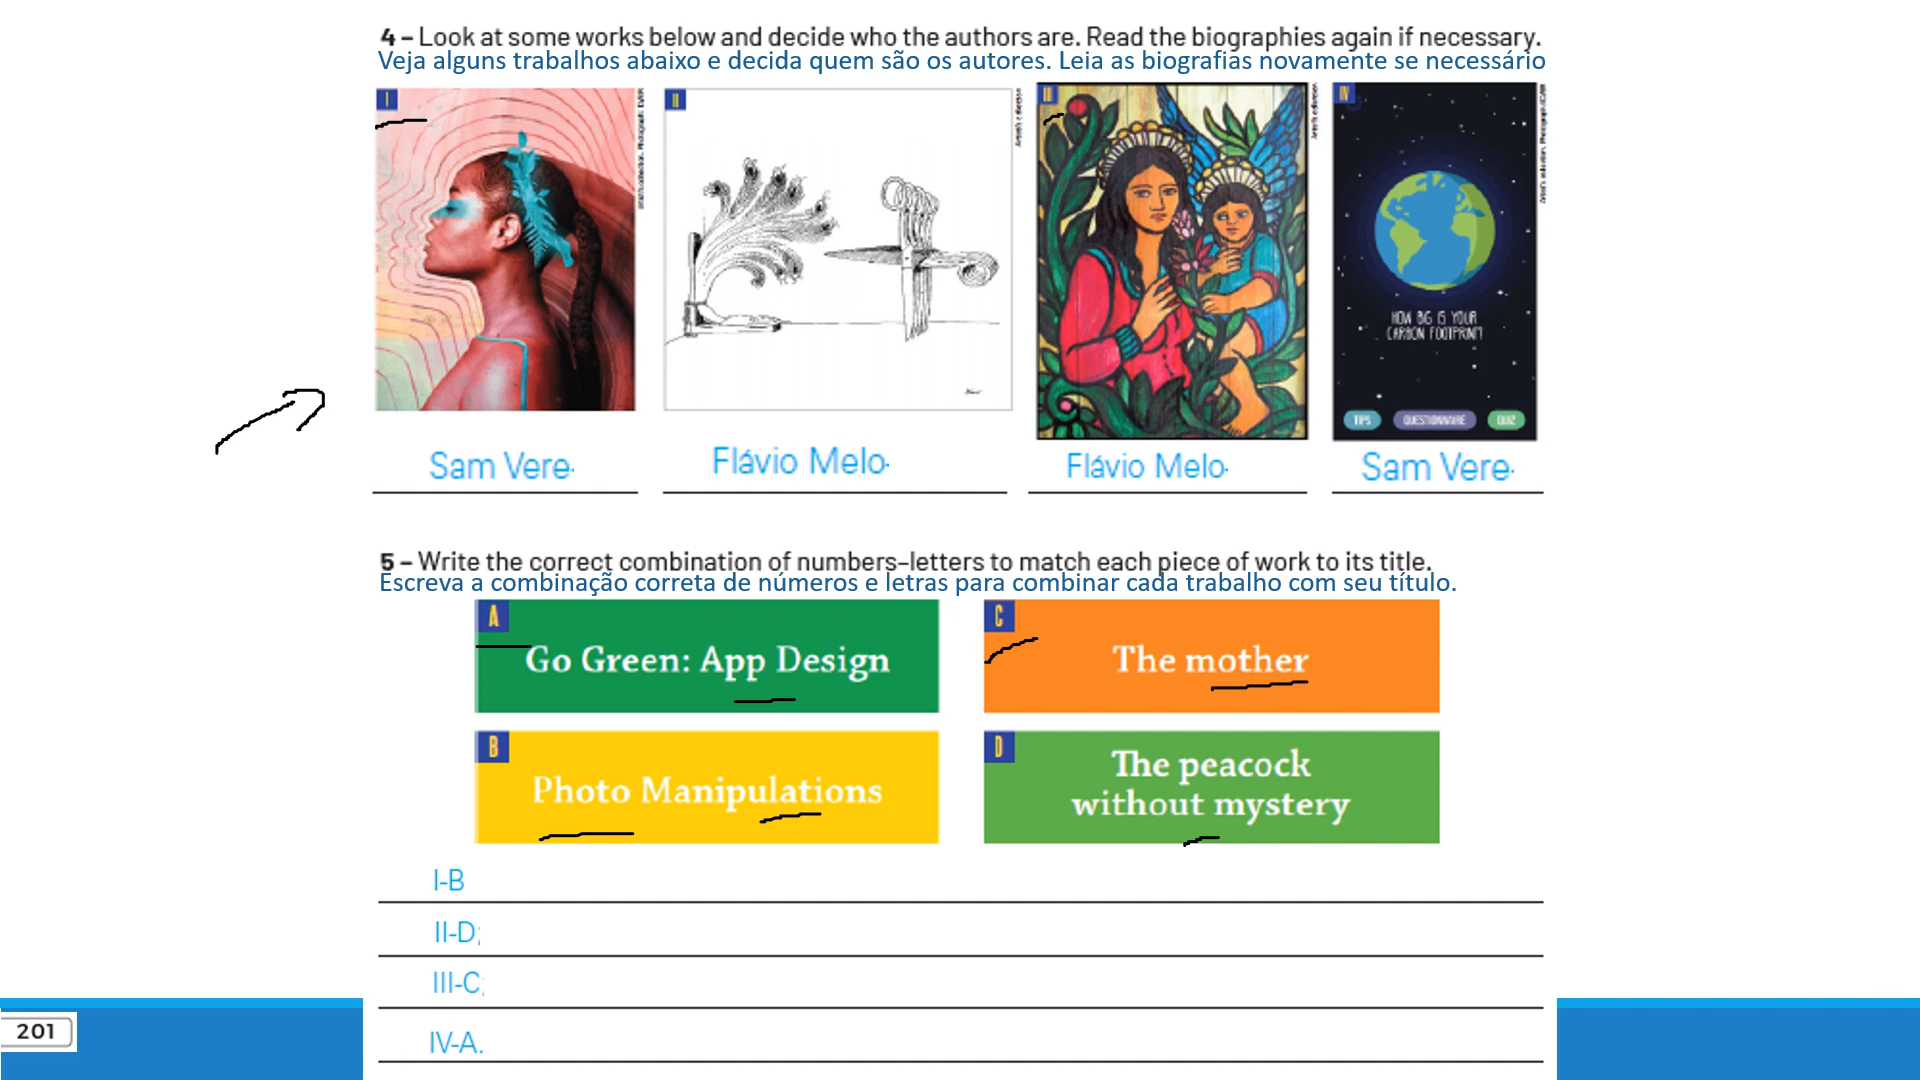 4 – Look at some works below and decide who the authors are. Read the biographies again if necessary.
Veja alguns trabalhos abaixo e decida quem são os autores. Leia as biografias novamente se necessário
I
II
III
IV
Artist's collection
Artist's collection
HOW BIG IS YOUR
CARBON FOOTPRINT?
TIPS
QUESTIONNAIRE
QUIZ
Sam Vere
Flávio Melo
Flávio Melo
Sam Vere
5 – Write the correct combination of numbers–letters to match each piece of work to its title.
Escreva a combinação correta de números e letras para combinar cada trabalho com seu título.
A
Go Green: App Design
C
The mother
B
Photo Manipulations
D
The peacock
without mystery
I-B
II-D;
III-C;
IV-A.
201